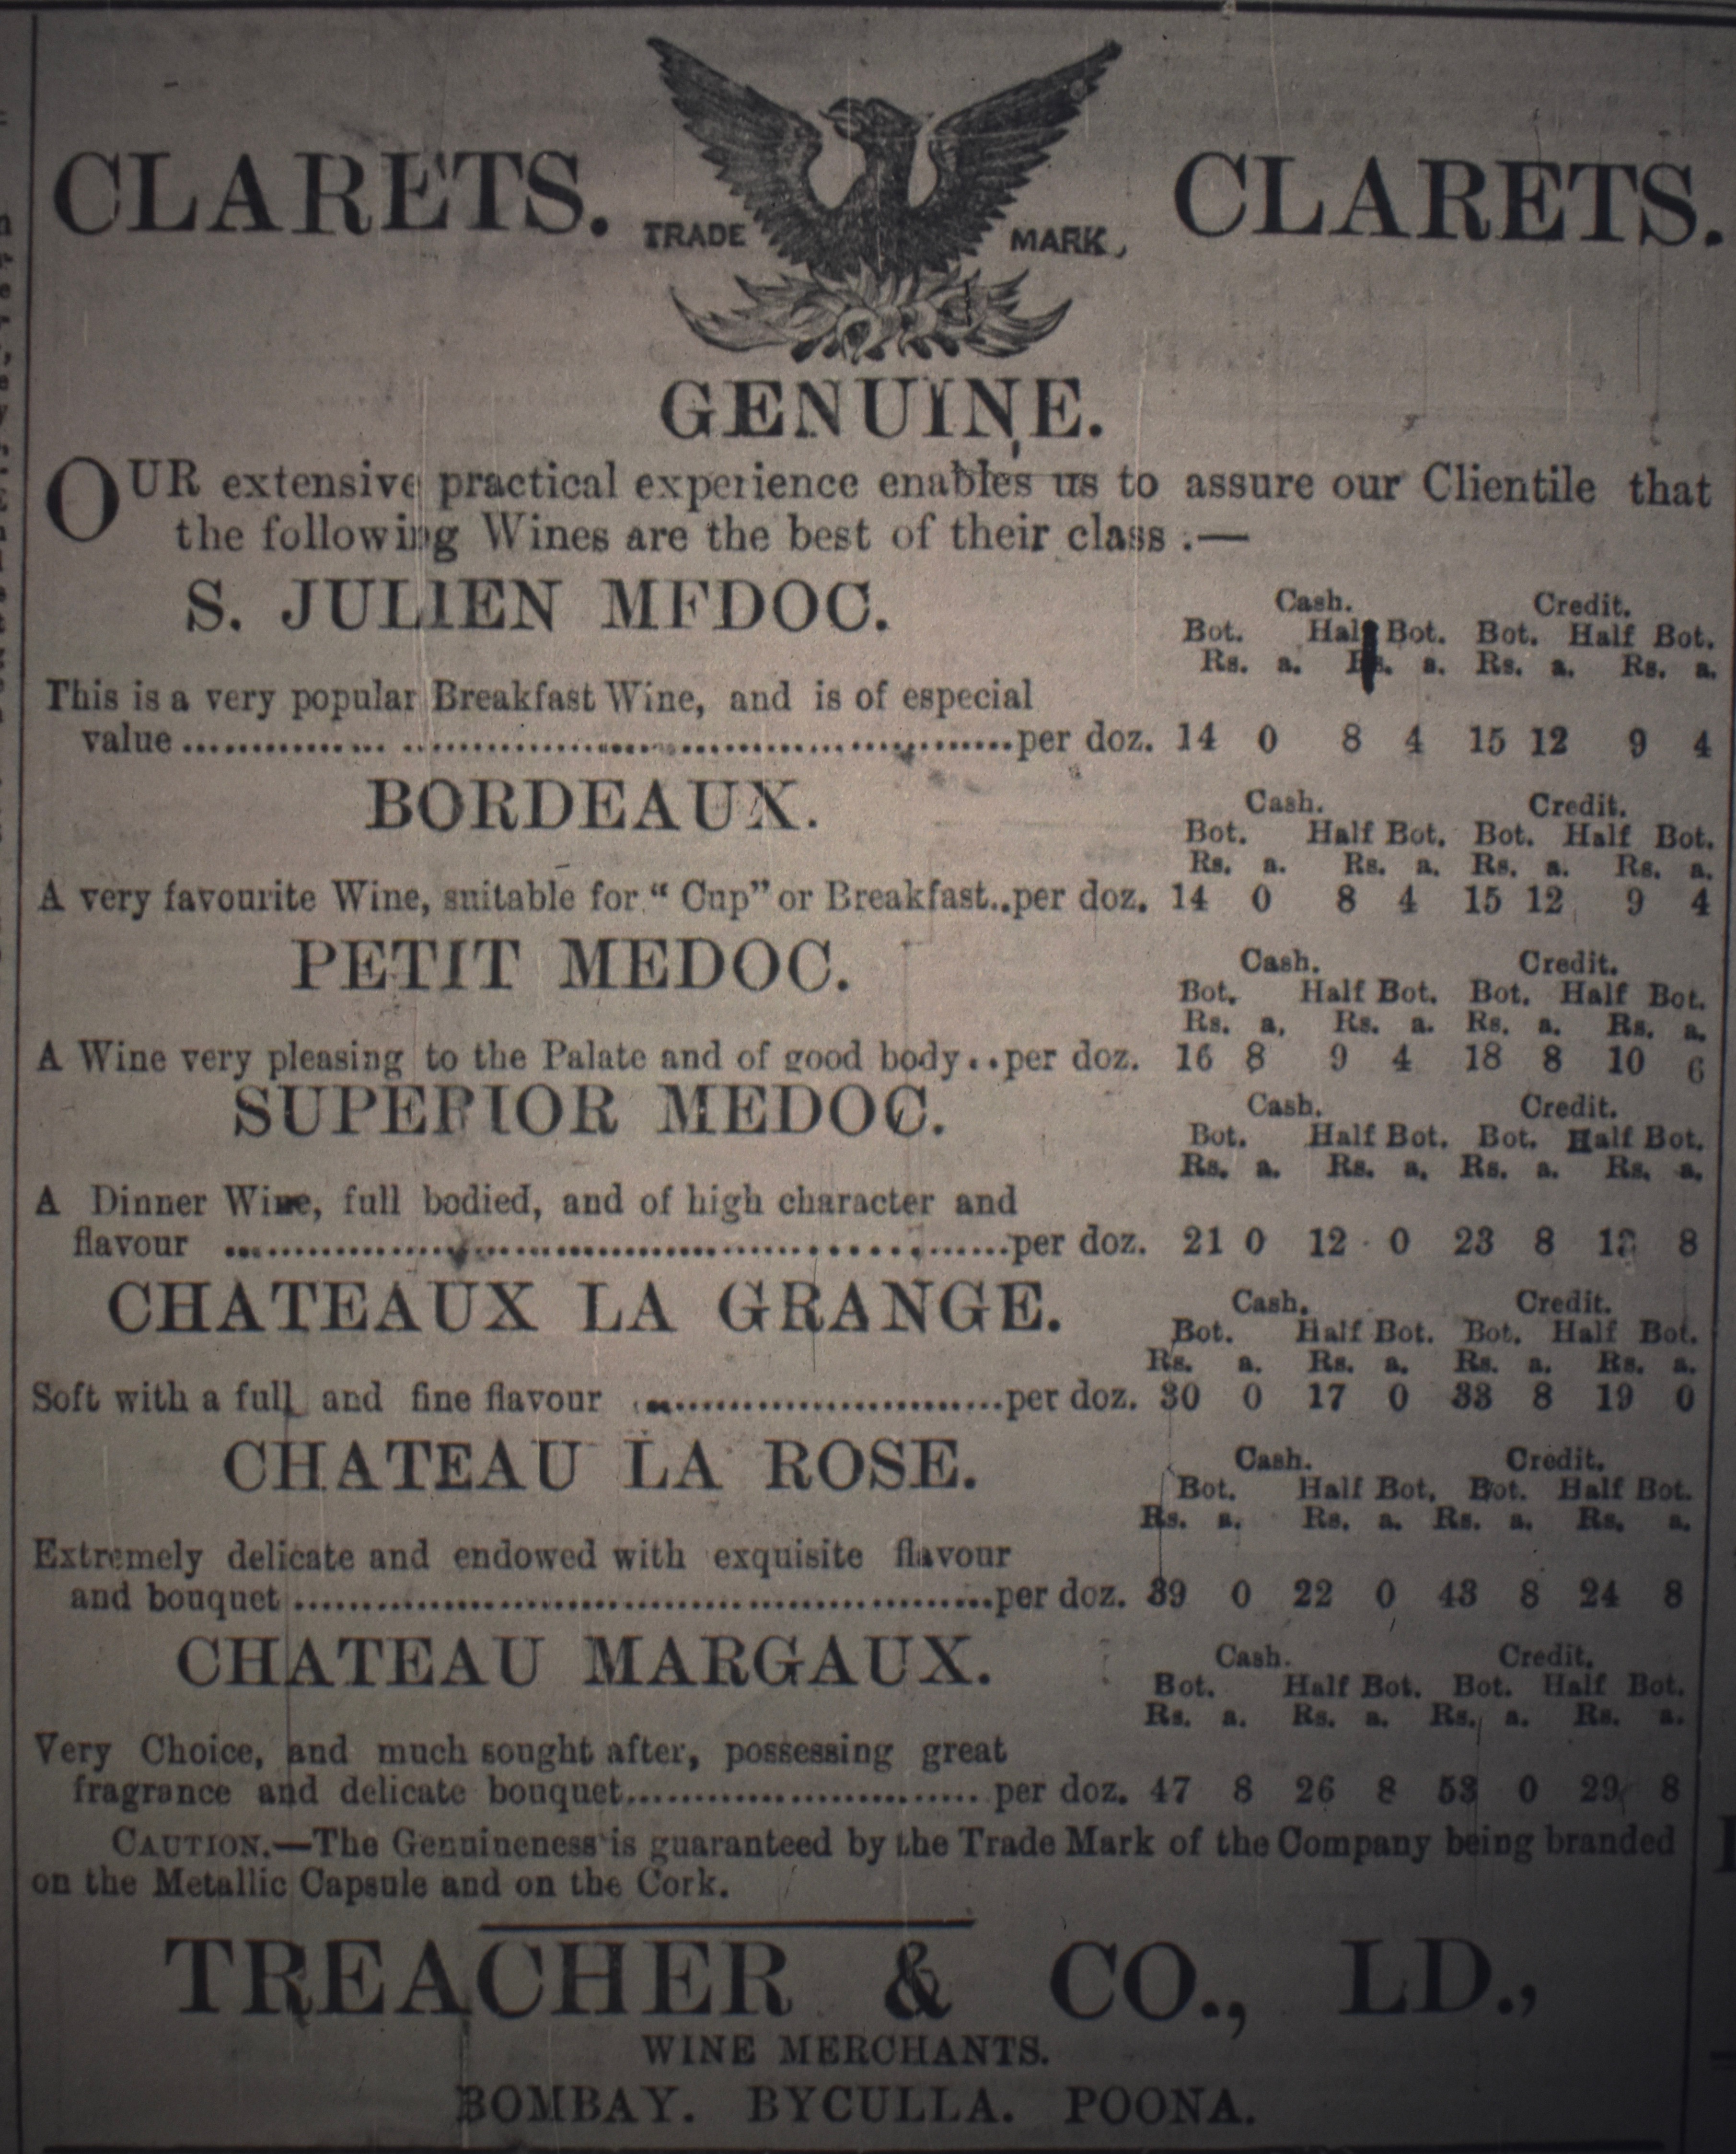 CLARETS. TRADE MARK, CLARETS.
GENUINE.
OUR extensive practical experience enables us to assure our Clientile that
the following Wines are the best of their class :—
S. JULIEN MEDOC.
Cash. Credit.
Bot. Half Bot. Bot. Half Bot.
Rs. a. Rs. a. Rs. a. Rs. a.
This is a very popular Breakfast Wine, and is of especial
value ........ per doz. 14 0 8 4 15 12 9 4
BORDEAUX.
Cash. Credit.
Bot. Half Bot. Bot. Half Bot.
Rs. a. Rs. a. Rs. a. Rs. a.
A very favourite Wine, suitable for "Cup" or Breakfast..per doz. 14 0 8 4 15 12 9 4
PETIT MEDOC.
Cash. Credit.
Bot. Half Bot. Bot. Half Bot.
Rs. a, Rs. a. Rs. a. Rs. a.
A Wine very pleasing to the Palate and of good body..per doz. 16 8 9 4 18 8 10 6
SUPERIOR MEDOC.
Cash. Credit.
Bot. Half Bot. Bot. Half Bot.
Rs. a. Rs. a. Rs. a. Rs. a.
A Dinner Wine, full bodied, and of high character and
flavour ........ per doz. 21 0 12 0 23 8 8
CHATEAUX LA GRANGE.
Cash. Credit.
Bot. Half Bot. Bot. Half Bot.
Rs. a. Rs. a. Rs. a. Rs. a.
Soft with a full and fine flavour ........ per doz. 30 0 17 0 33 8 19 0
CHATEAU LA ROSE.
Cash. Credit.
Bot. Half Bot, Bot. Half Bot.
Rs. a. Rs. a. Rs. a. Rs. a.
Extremely delicate and endowed with exquisite flavour
and bouquet ........ per doz. 39 0 22 0 43 8 24 8
CHATEAU MARGAUX.
Cash. Credit.
Bot. Half Bot. Bot. Half Bot.
Rs. a. Rs. a. Rs. a. Rs. a.
Very Choice, and much sought after, possessing great
fragrance and delicate bouquet........ per doz. 47 8 26 8 53 0 29 8
CAUTION.—The Genuineness is guaranteed by the Trade Mark of the Company being branded
on the Metallic Capsule and on the Cork.
TREACHER & CO., LD.,
WINE MERCHANTS.
BOMBAY. BYCULLA. POONA.